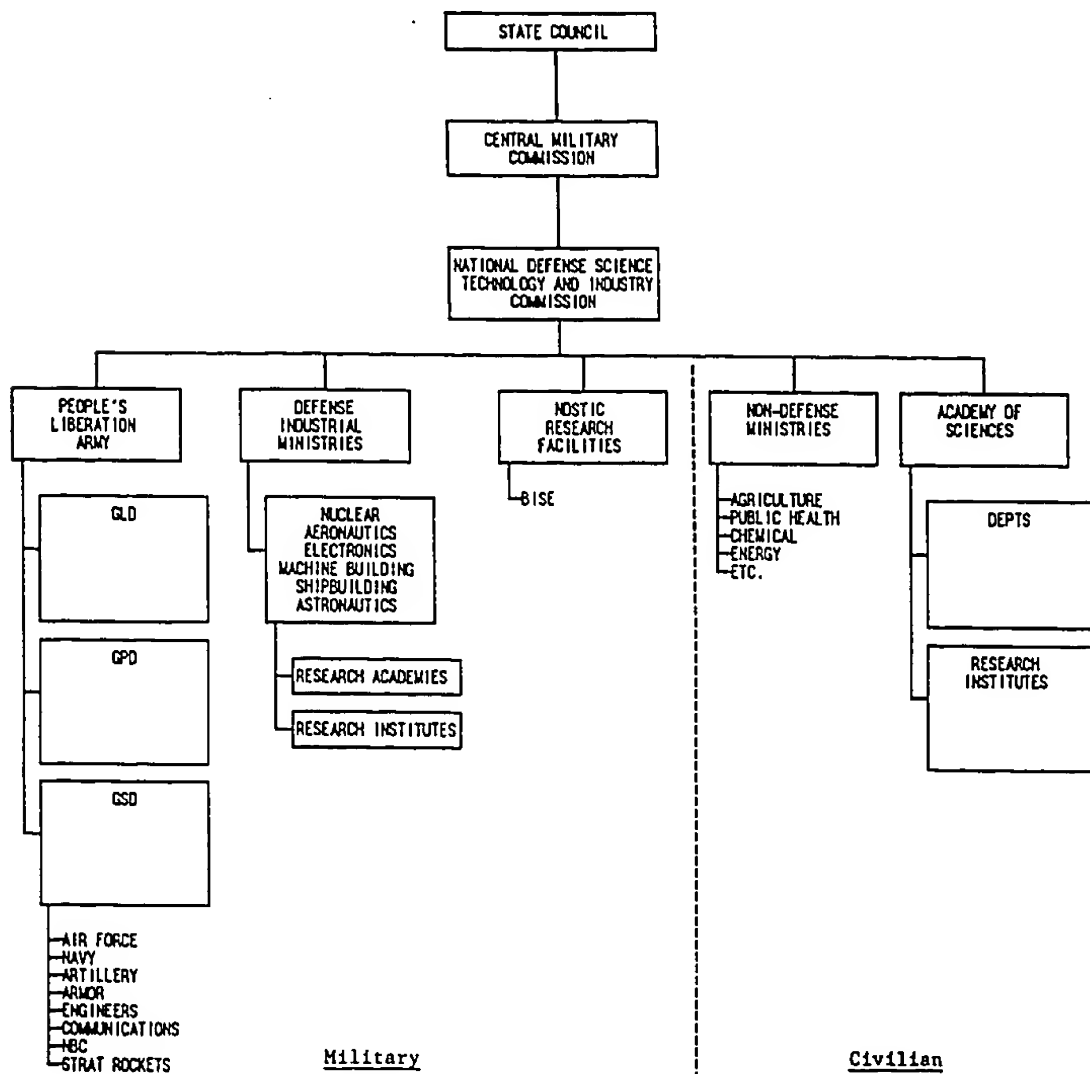 STATE COUNCIL
CENTRAL MILITARY
COMMISSION
NATIONAL DEFENSE SCIENCE
TECHNOLOGY AND INDUSTRY
COMMISSION
PEOPLE'S
LIBERATION
ARMY
GLD
GPD
GSD
AIR FORCE
NAVY
ARTILLERY
ARMOR
ENGINEERS
COMMUNICATIONS
NBC
STRAT ROCKETS
DEFENSE
INDUSTRIAL
MINISTRIES
NUCLEAR
AERONAUTICS
ELECTRONICS
MACHINE BUILDING
SHIPBUILDING
ASTRONAUTICS
RESEARCH ACADEMIES
RESEARCH INSTITUTES
NDSTIC
RESEARCH
FACILITIES
BISE
NON-DEFENSE
MINISTRIES
AGRICULTURE
PUBLIC HEALTH
CHEMICAL
ENERGY
ETC.
ACADEMY OF
SCIENCES
DEPTS
RESEARCH
INSTITUTES
Military
Civilian